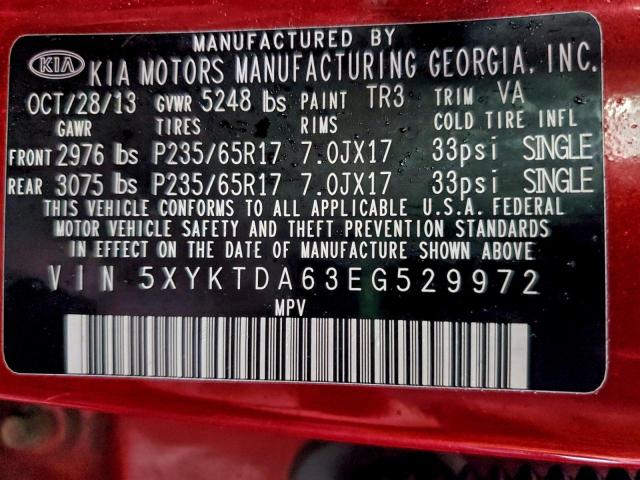 MANUFACTURED BY
KIA KIA MOTORS MANUFACTURING GEORGIA, INC.
OCT/28/13 GVWR 5248 lbs PAINT TR3 TRIM VA
GAWR TIRES RIMS COLD TIRE INFL
FRONT 2976 lbs P235/65R17 7.0JX17 33psi SINGLE
REAR 3075 lbs P235/65R17 7.0JX17 33psi SINGLE
THIS VEHICLE CONFORMS TO ALL APPLICABLE U.S.A. FEDERAL
MOTOR VEHICLE SAFETY AND THEFT PREVENTION STANDARDS
IN EFFECT ON THE DATE OF MANUFACTURE SHOWN ABOVE.
VIN 5XYKTDA63EG529972
MPV